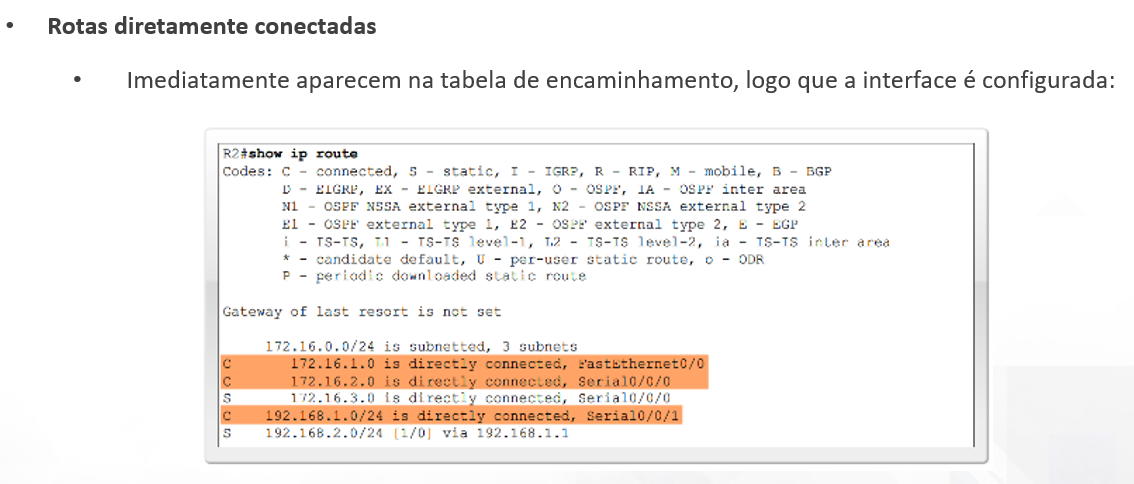 • Rotas diretamente conectadas
• Imediatamente aparecem na tabela de encaminhamento, logo que a interface é configurada:
R2#show ip route
Codes: C - connected, S - static, I - IGRP, R - RIP, M - mobile, B - BGP
D - EIGRP, EX - EIGRP external, O - OSPF, IA - OSPF inter area
N1 - OSPF NSSA external type 1, N2 - OSPF NSSA external type 2
E1 - OSPF external type 1, E2 - OSPF external type 2, E - EGP
i - IS-IS, L1 - IS-IS level-1, L2 - IS-IS level-2, ia - IS-IS inter area
* - candidate default, U - per-user static route, o - ODR
P - periodic downloaded static route
Gateway of last resort is not set
172.16.0.0/24 is subnetted, 3 subnets
C 172.16.1.0 is directly connected, FastEthernet0/0
C 172.16.2.0 is directly connected, Serial0/0/0
S 172.16.3.0 is directly connected, Serial0/0/0
C 192.168.1.0/24 is directly connected, Serial0/0/1
S 192.168.2.0/24 [1/0] via 192.168.1.1